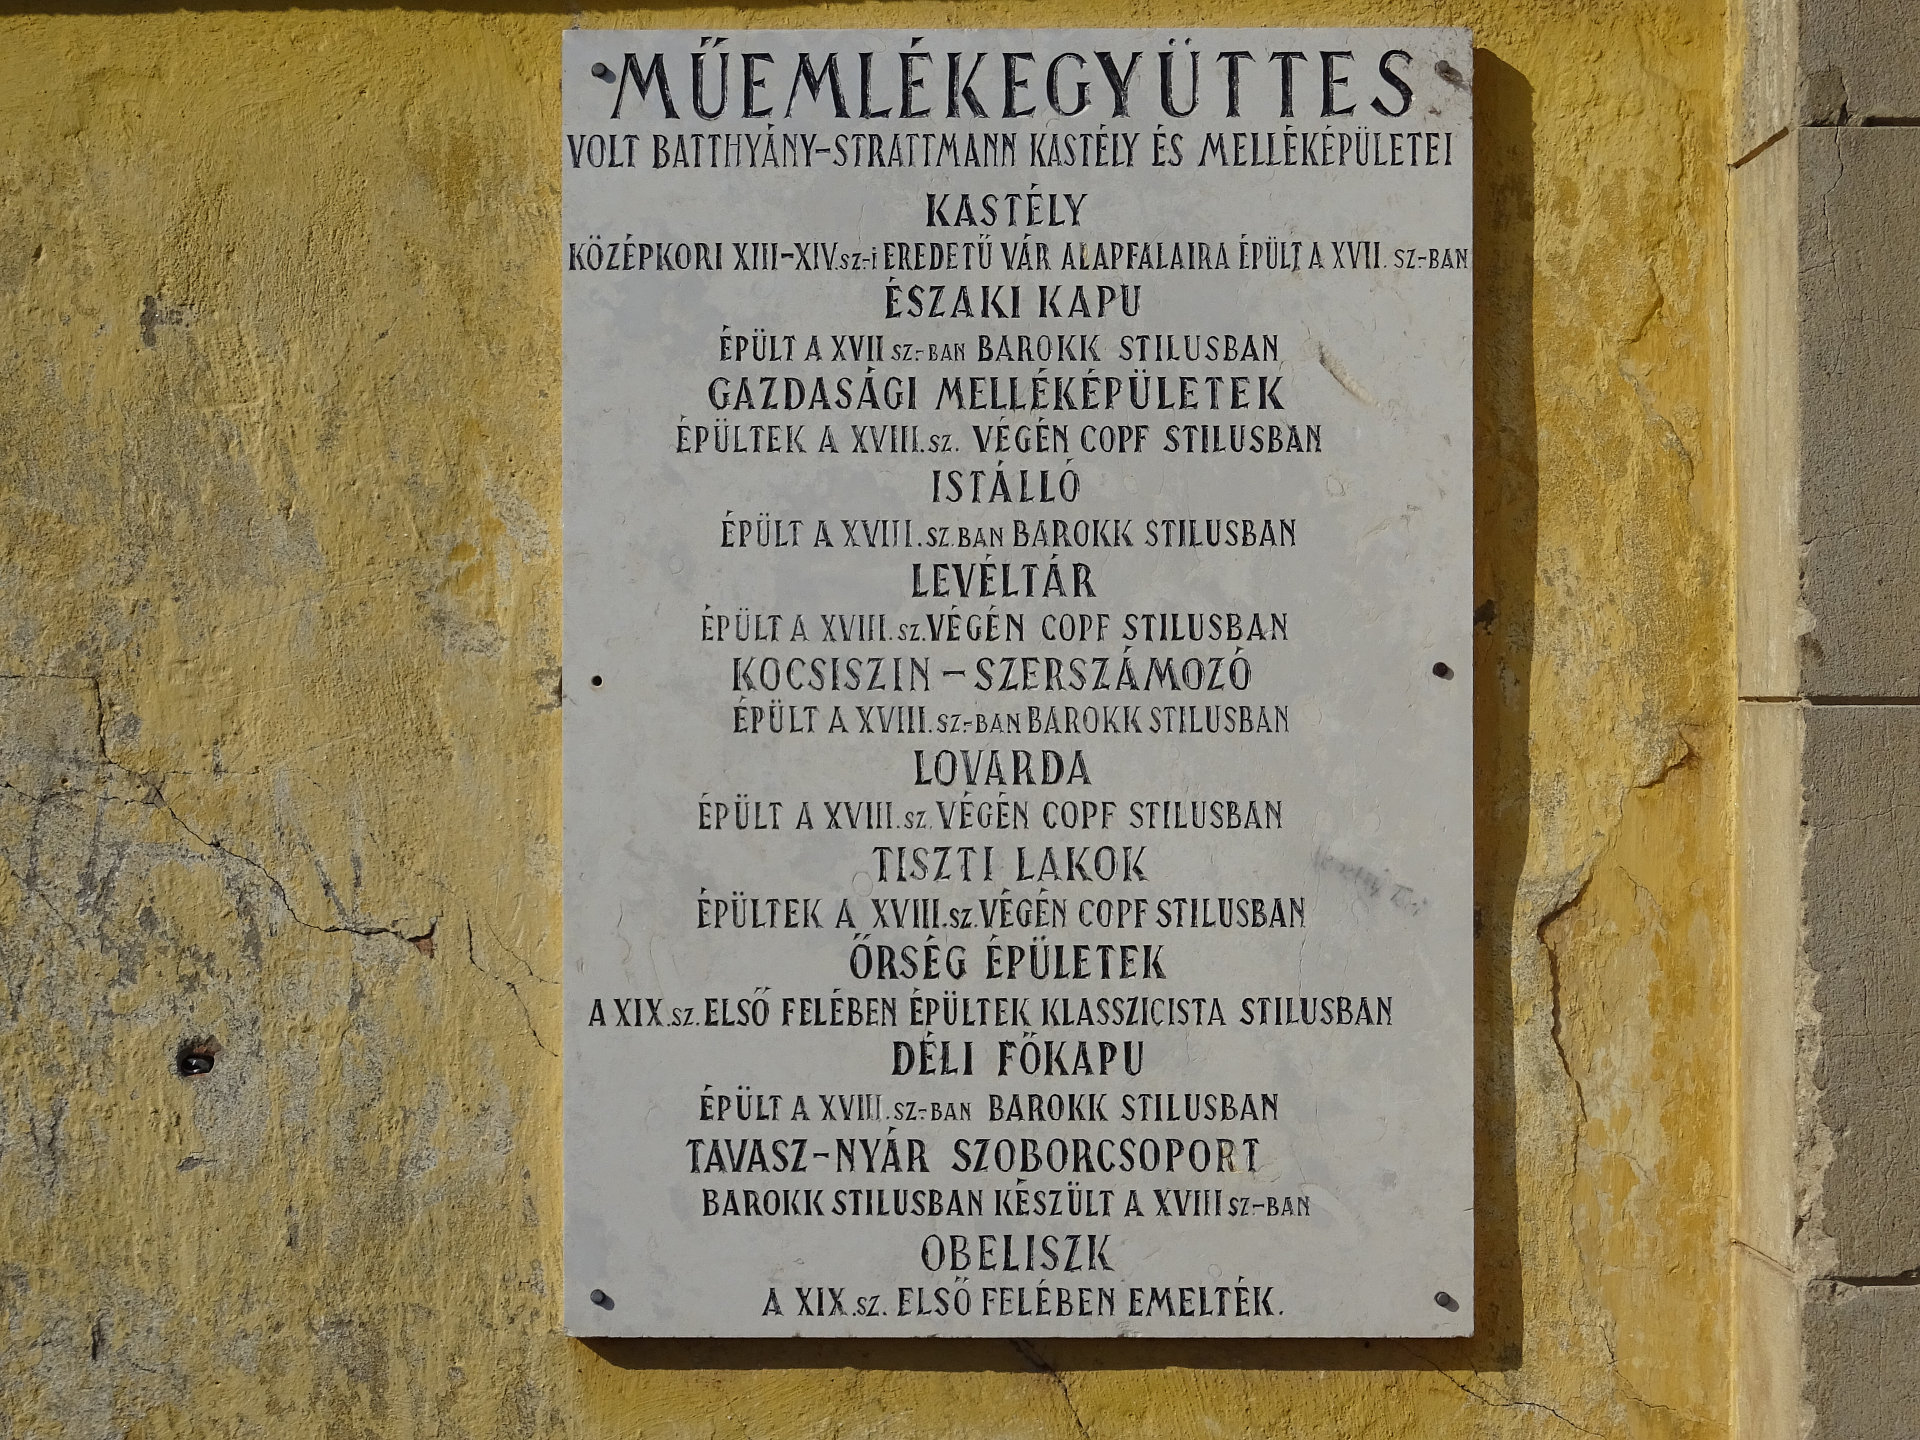 MŰEMLÉKEGYÜTTES
VOLT BATTHYÁNY-STRATTMANN KASTÉLY ÉS MELLÉKÉPÜLETEI
KASTÉLY
KÖZÉPKORI XIII-XIV.SZ-i EREDETŰ VÁR ALAPFALAIRA ÉPÜLT A XVII. SZ-BAN
ÉSZAKI KAPU
ÉPÜLT A XVII SZ.-BAN BAROKK STILUSBAN
GAZDASÁGI MELLÉKÉPÜLETEK
ÉPÜLTEK A XVIII.SZ. VÉGÉN COPF STILUSBAN
ISTÁLLÓ
ÉPÜLT A XVIII.SZ.BAN BAROKK STILUSBAN
LEVÉLTÁR
ÉPÜLT A XVIII.SZ.VÉGÉN COPF STILUSBAN
KOCSISZIN - SZERSZÁMOZÓ
ÉPÜLT A XVIII.SZ.-BAN BAROKK STILUSBAN
LOVARDA
ÉPÜLT A XVIII.SZ.VÉGÉN COPF STILUSBAN
TISZTI LAKOK
ÉPÜLTEK A XVIII.SZ.VÉGÉN COPF STILUSBAN
ŐRSÉG ÉPÜLETEK
A XIX.SZ.ELSŐ FELÉBEN ÉPÜLTEK KLASSZICISTA STILUSBAN
DÉLI FŐKAPU
ÉPÜLT A XVIII.SZ.-BAN BAROKK STILUSBAN
TAVASZ-NYÁR SZOBORCSOPORT
BAROKK STILUSBAN KÉSZÜLT A XVIII SZ-BAN
OBELISZK
A XIX.SZ. ELSŐ FELÉBEN EMELTÉK.